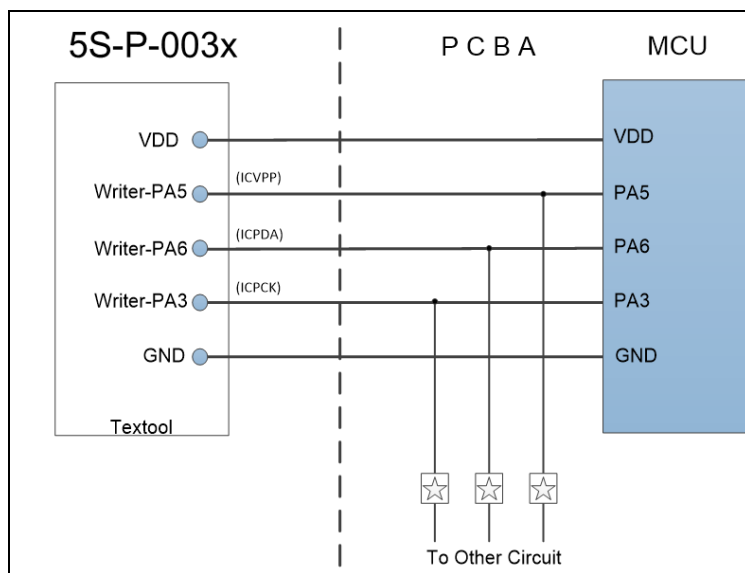 5S-P-003x
P C B A
MCU
VDD
VDD
(ICVPP)
Writer-PA5
PA5
(ICPDA)
Writer-PA6
PA6
(ICPCK)
Writer-PA3
PA3
GND
GND
Textool
To Other Circuit